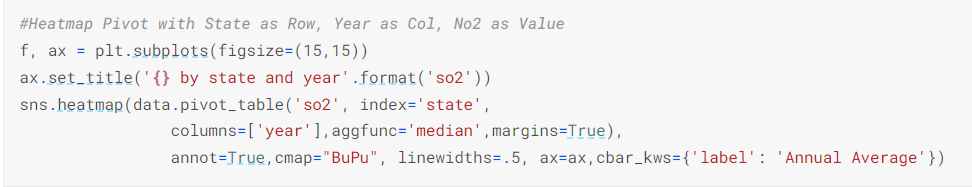 #Heatmap Pivot with State as Row, Year as Col, No2 as Value
f, ax = plt.subplots(figsize=(15,15))
ax.set_title('{} by state and year'.format('so2'))
sns.heatmap(data.pivot_table('so2', index='state',
                columns=['year'],aggfunc='median',margins=True),
                annot=True,cmap="BuPu", linewidths=.5, ax=ax,cbar_kws={'label': 'Annual Average'})